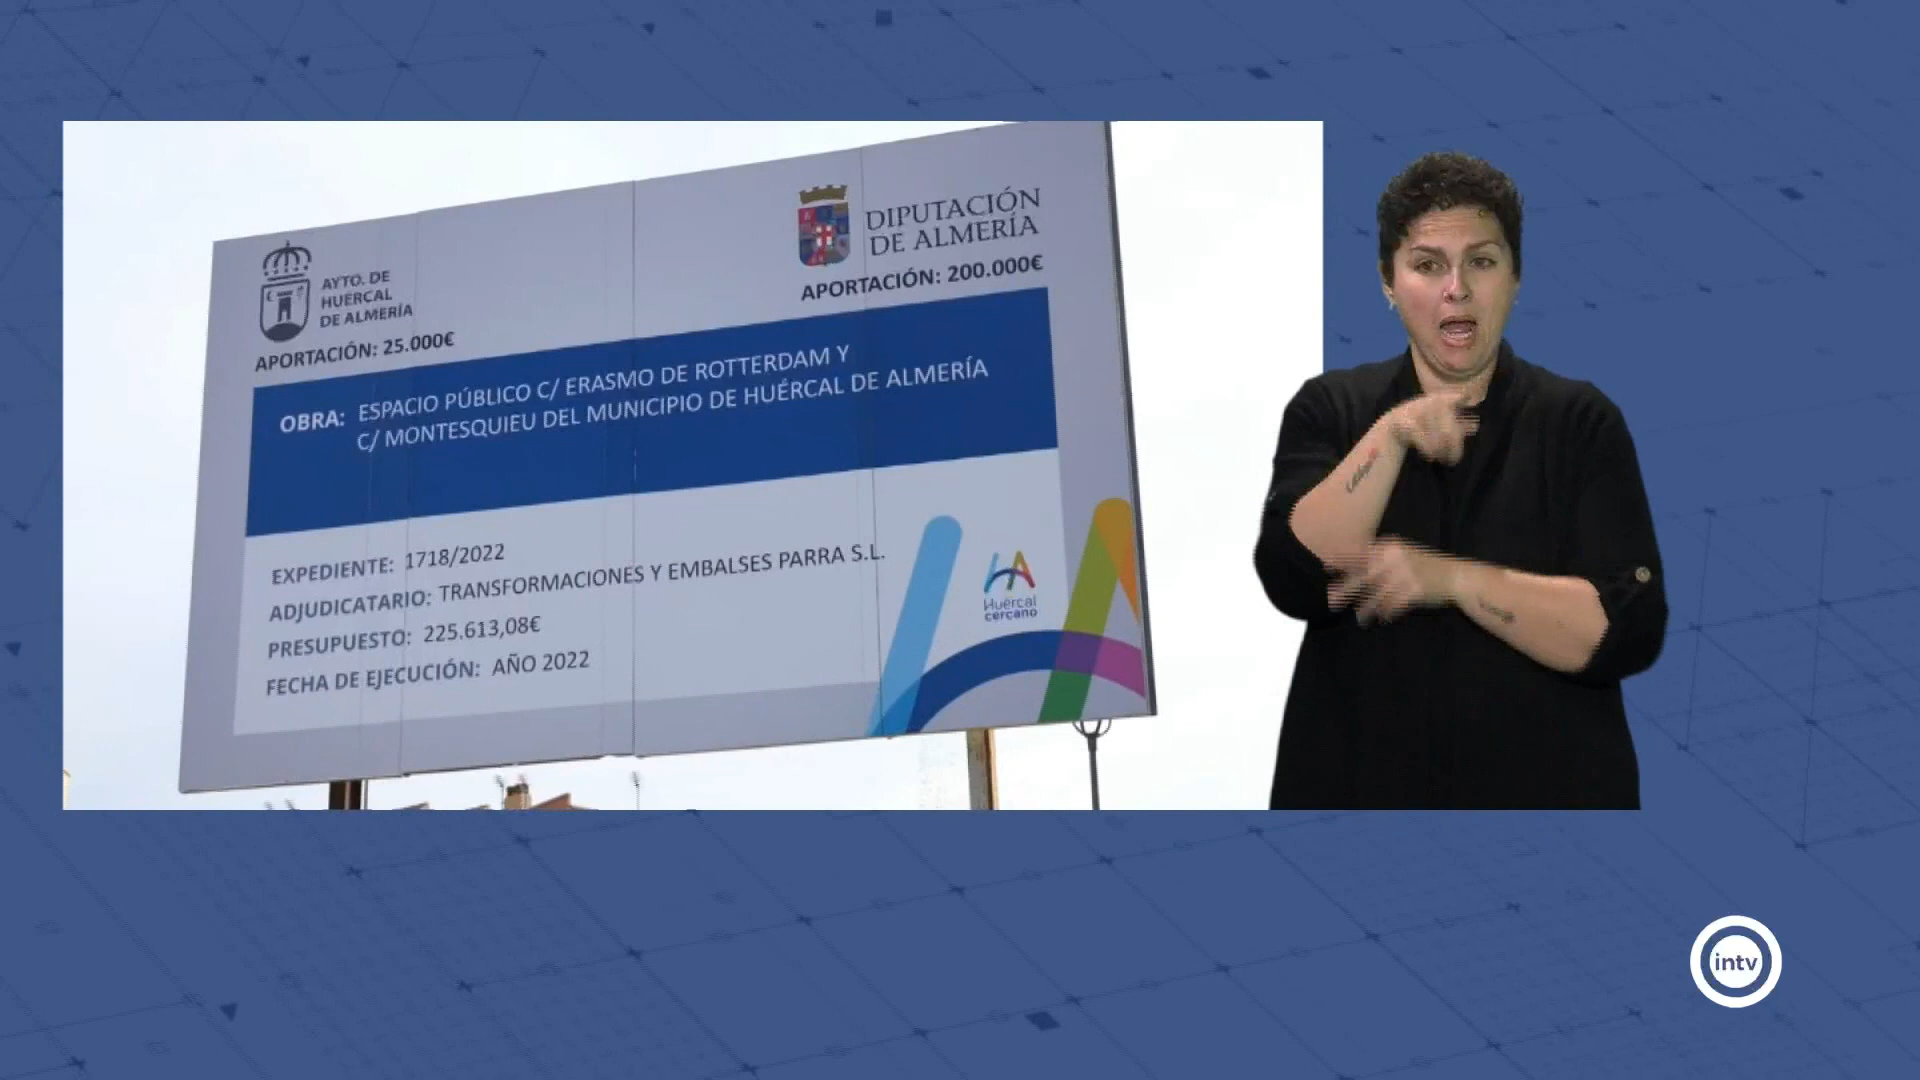 AYTO. DE
HUÉRCAL
DE ALMERÍA
APORTACIÓN: 25.000€
DIPUTACIÓN
DE ALMERÍA
APORTACIÓN: 200.000€
OBRA: ESPACIO PÚBLICO C/ ERASMO DE ROTTERDAM Y
C/ MONTESQUIEU DEL MUNICIPIO DE HUÉRCAL DE ALMERÍA
EXPEDIENTE: 1718/2022
ADJUDICATARIO: TRANSFORMACIONES Y EMBALSES PARRA S.L.
PRESUPUESTO: 225.613,08€
FECHA DE EJECUCIÓN: AÑO 2022
Huércal
cercano
intv